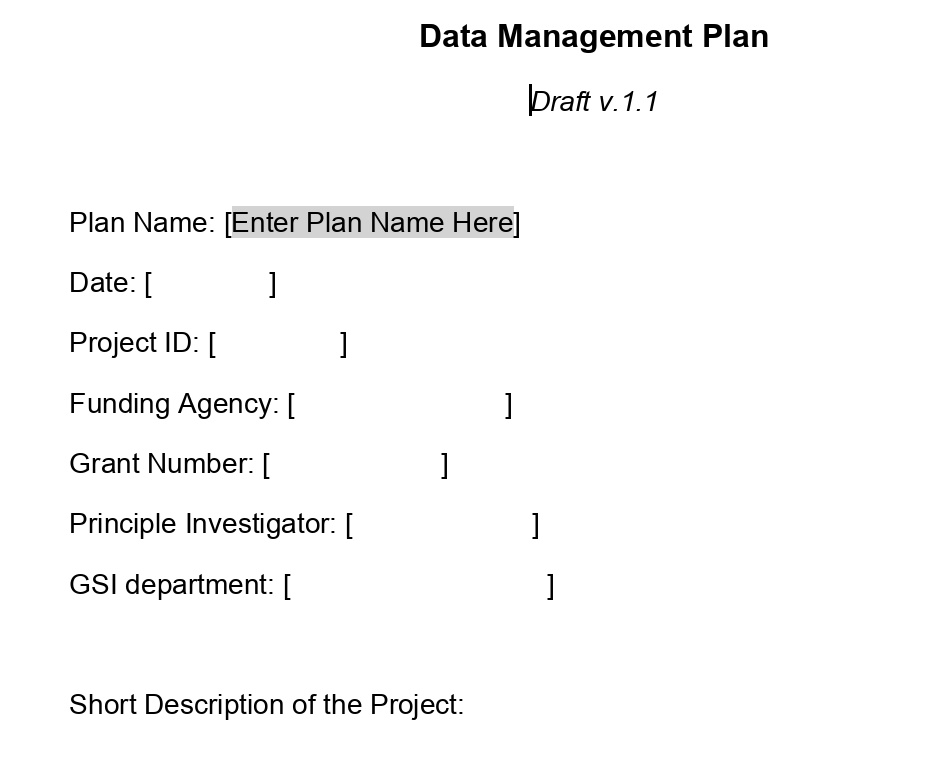 Data Management Plan
Draft v.1.1
Plan Name: [Enter Plan Name Here]
Date: [ ]
Project ID: [ ]
Funding Agency: [ ]
Grant Number: [ ]
Principle Investigator: [ ]
GSI department: [ ]
Short Description of the Project: